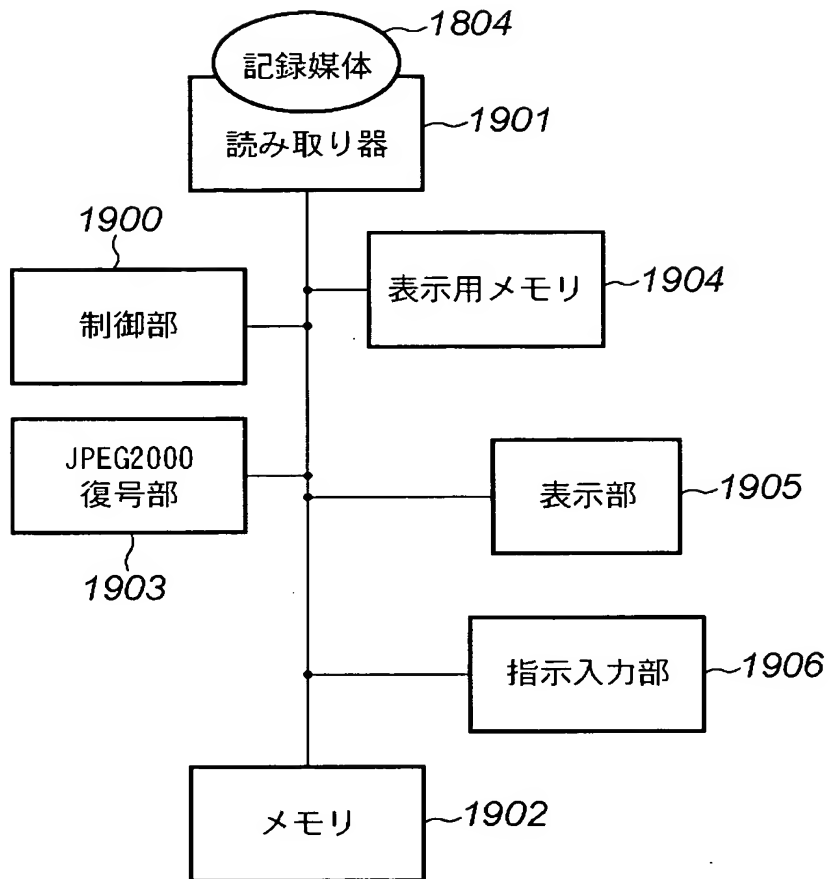 1804
記録媒体
読み取り器
1901
1900
制御部
表示用メモリ
1904
JPEG2000
復号部
1903
表示部
1905
指示入力部
1906
メモリ
1902